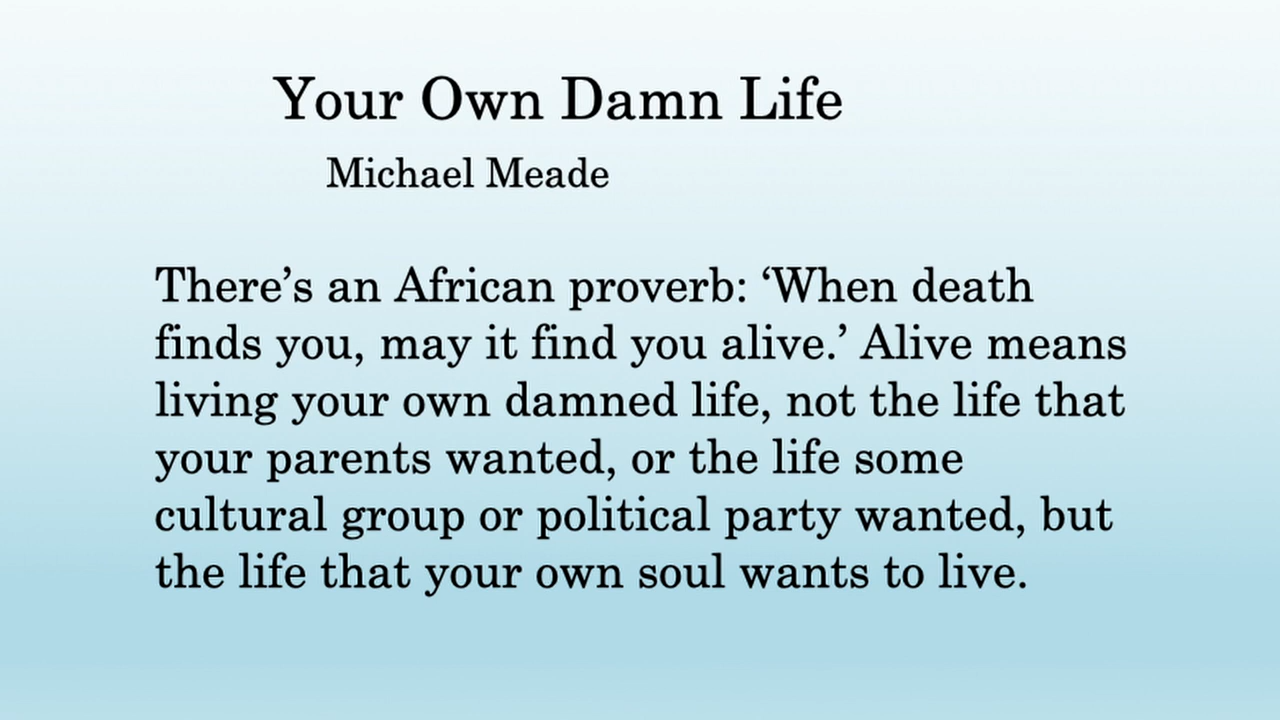 Your Own Damn Life
Michael Meade
There’s an African proverb: ‘When death
finds you, may it find you alive.’ Alive means
living your own damned life, not the life that
your parents wanted, or the life some
cultural group or political party wanted, but
the life that your own soul wants to live.